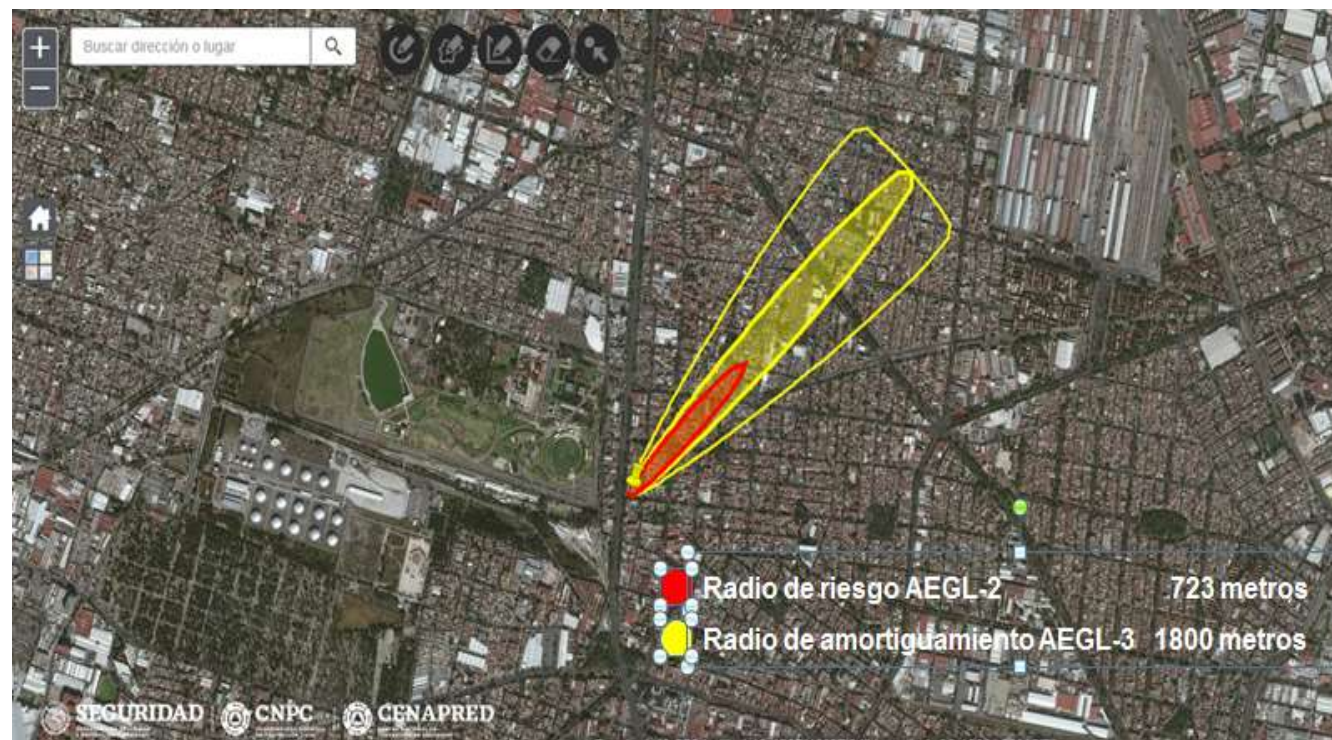 +
Buscar dirección o lugar
−
Radio de riesgo AEGL-2 723 metros
Radio de amortiguamiento AEGL-3 1800 metros
SEGURIDAD CNPC CENAPRED